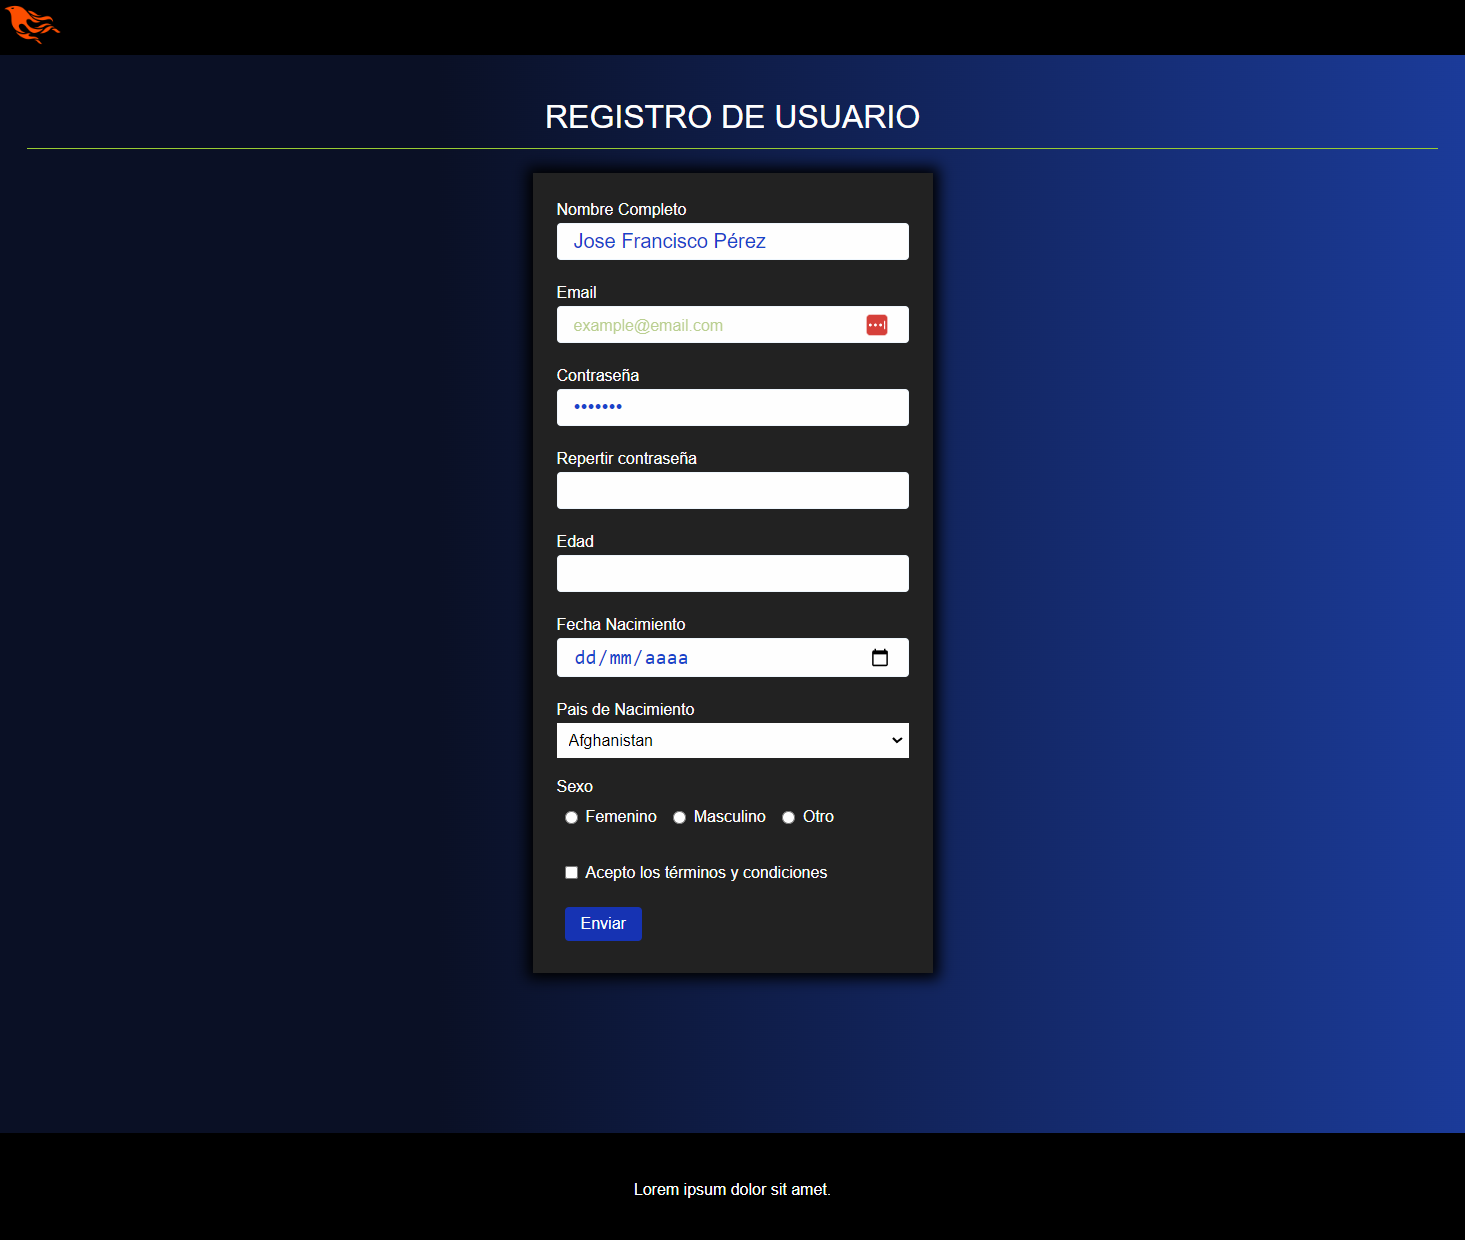 REGISTRO DE USUARIO
Nombre Completo
Jose Francisco Pérez
Email
example@email.com
Contraseña
•••••••
Repertir contraseña
Edad
Fecha Nacimiento
dd/mm/aaaa
Pais de Nacimiento
Afghanistan
Sexo
Femenino Masculino Otro
Acepto los términos y condiciones
Enviar
Lorem ipsum dolor sit amet.